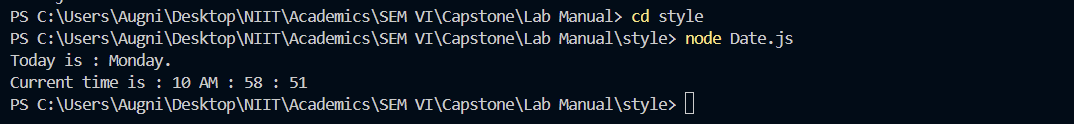 PS C:\Users\Augni\Desktop\NIIT\Academics\SEM VI\Capstone\Lab Manual> cd style
PS C:\Users\Augni\Desktop\NIIT\Academics\SEM VI\Capstone\Lab Manual\style> node Date.js
Today is : Monday.
Current time is : 10 AM : 58 : 51
PS C:\Users\Augni\Desktop\NIIT\Academics\SEM VI\Capstone\Lab Manual\style>